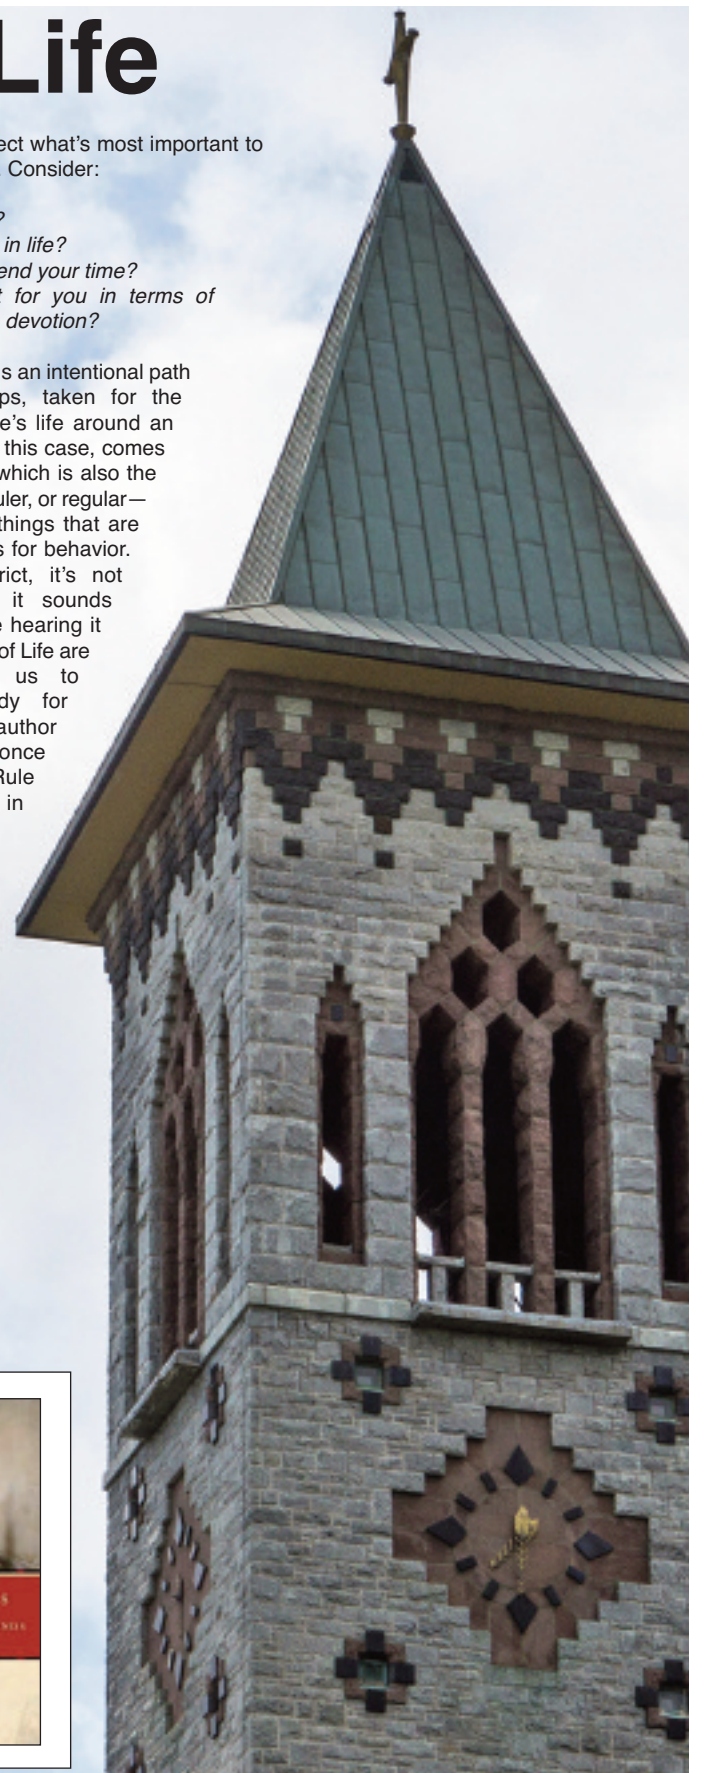 Life
ect what's most important to
. Consider:
?
in life?
end your time?
t for you in terms of
devotion?
s an intentional path
ps, taken for the
e's life around an
this case, comes
which is also the
uler, or regular—
things that are
s for behavior.
rict, it's not
it sounds
e hearing it
of Life are
us to
dy for
author
once
Rule
in
S